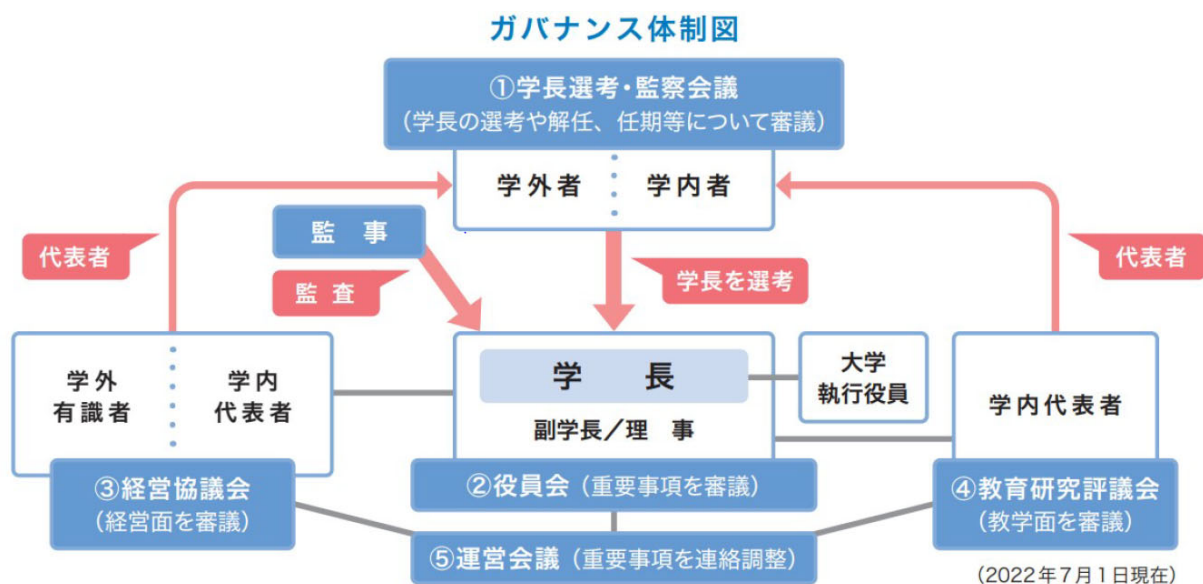 ガバナンス体制図
①学長選考・監察会議
(学長の選考や解任、任期等について審議)
学外者
学内者
監 事
代表者
監 査
学長を選考
代表者
学外
有識者
学内
代表者
学 長
副学長/理 事
大学
執行役員
学内代表者
③経営協議会
(経営面を審議)
②役員会(重要事項を審議)
④教育研究評議会
(教学面を審議)
⑤運営会議(重要事項を連絡調整)
(2022年7月1日現在)